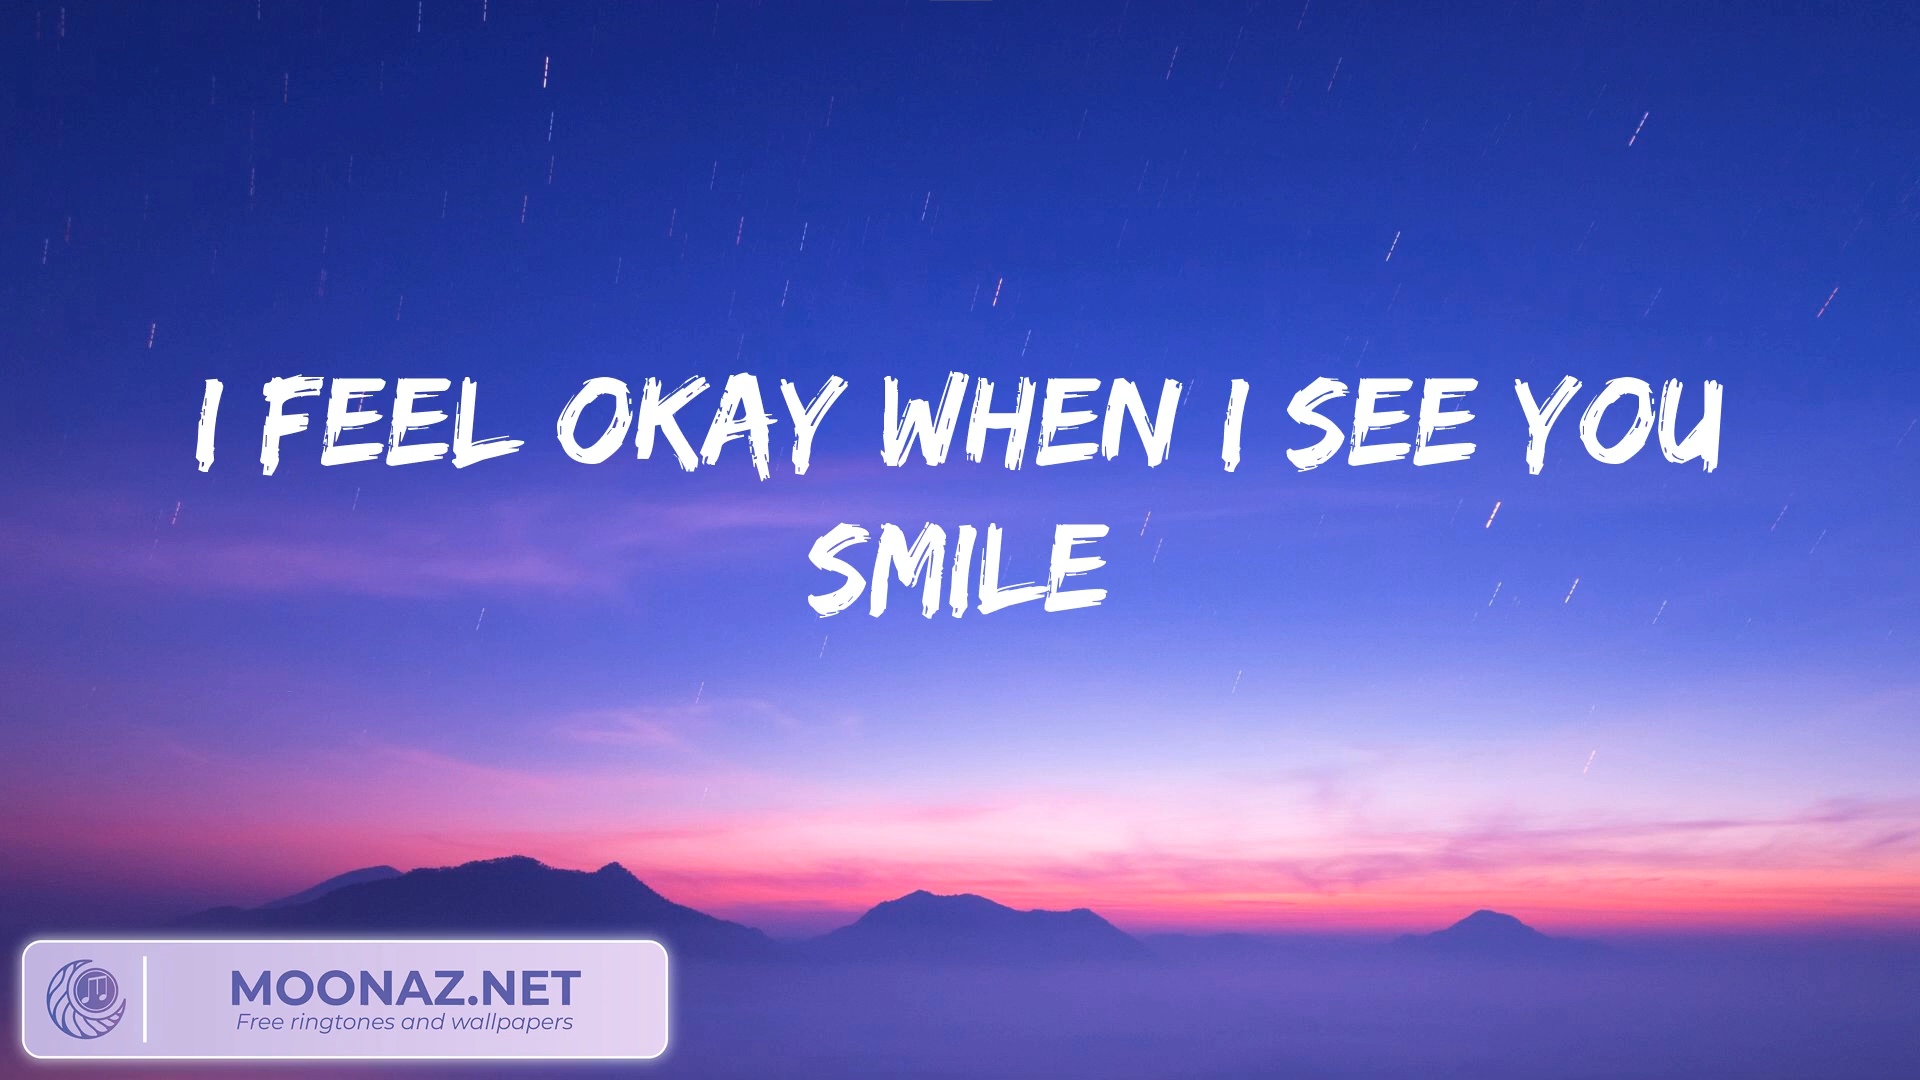 I FEEL OKAY WHEN I SEE YOU
SMILE
MOONAZ.NET
Free ringtones and wallpapers